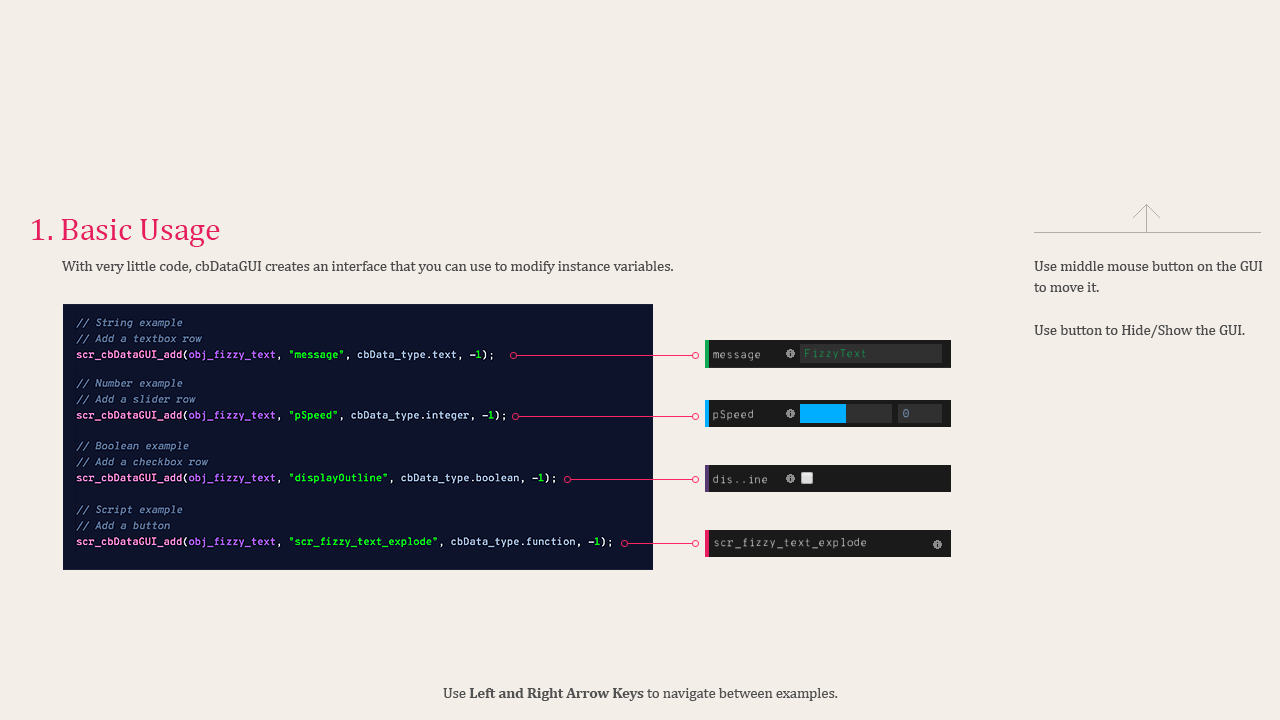 1. Basic Usage
With very little code, cbDataGUI creates an interface that you can use to modify instance variables.
// String example
// Add a textbox row
scr_cbDataGUI_add(obj_fizzy_text, "message", cbData_type.text, -1);
message FizzyText
// Number example
// Add a slider row
scr_cbDataGUI_add(obj_fizzy_text, "pSpeed", cbData_type.integer, -1);
pSpeed 0
// Boolean example
// Add a checkbox row
scr_cbDataGUI_add(obj_fizzy_text, "displayOutline", cbData_type.boolean, -1);
dis..ine
// Script example
// Add a button
scr_cbDataGUI_add(obj_fizzy_text, "scr_fizzy_text_explode", cbData_type.function, -1);
scr_fizzy_text_explode
Use middle mouse button on the GUI
to move it.
Use button to Hide/Show the GUI.
Use Left and Right Arrow Keys to navigate between examples.